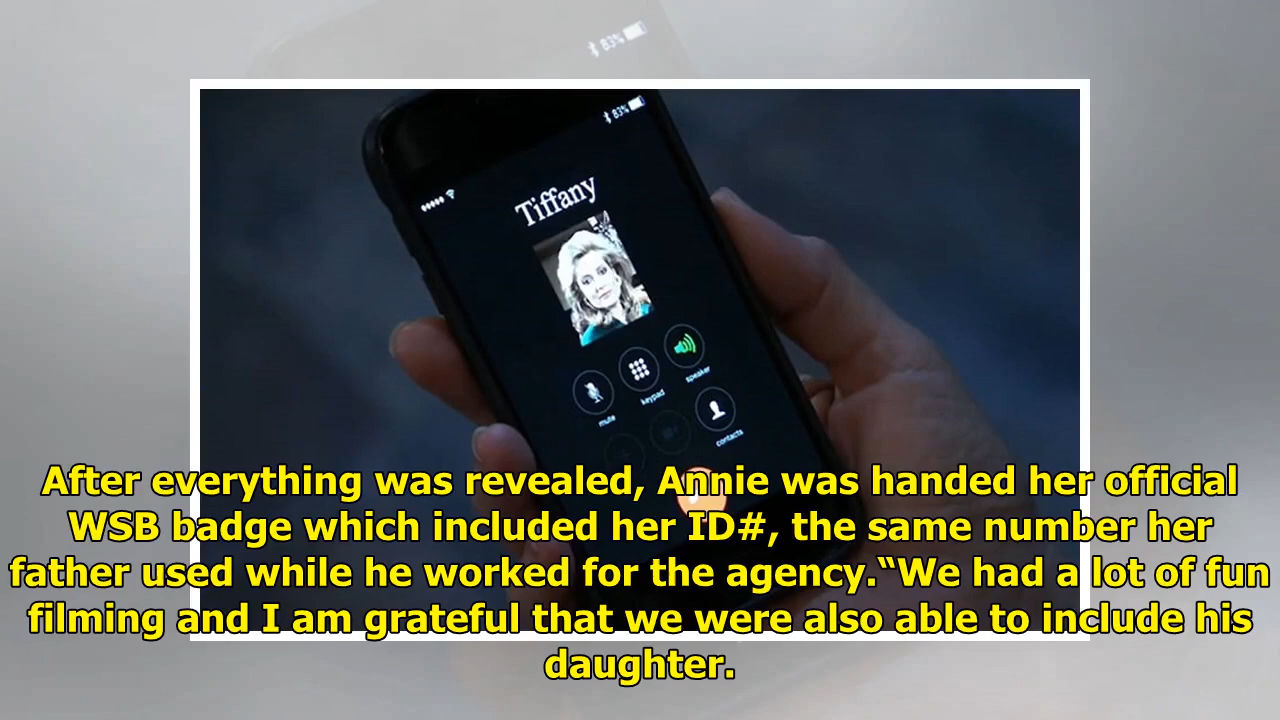 83%
83%
Tiffany
mute
keypad
speaker
contacts
After everything was revealed, Annie was handed her official
WSB badge which included her ID#, the same number her
father used while he worked for the agency.“We had a lot of fun
filming and I am grateful that we were also able to include his
daughter.